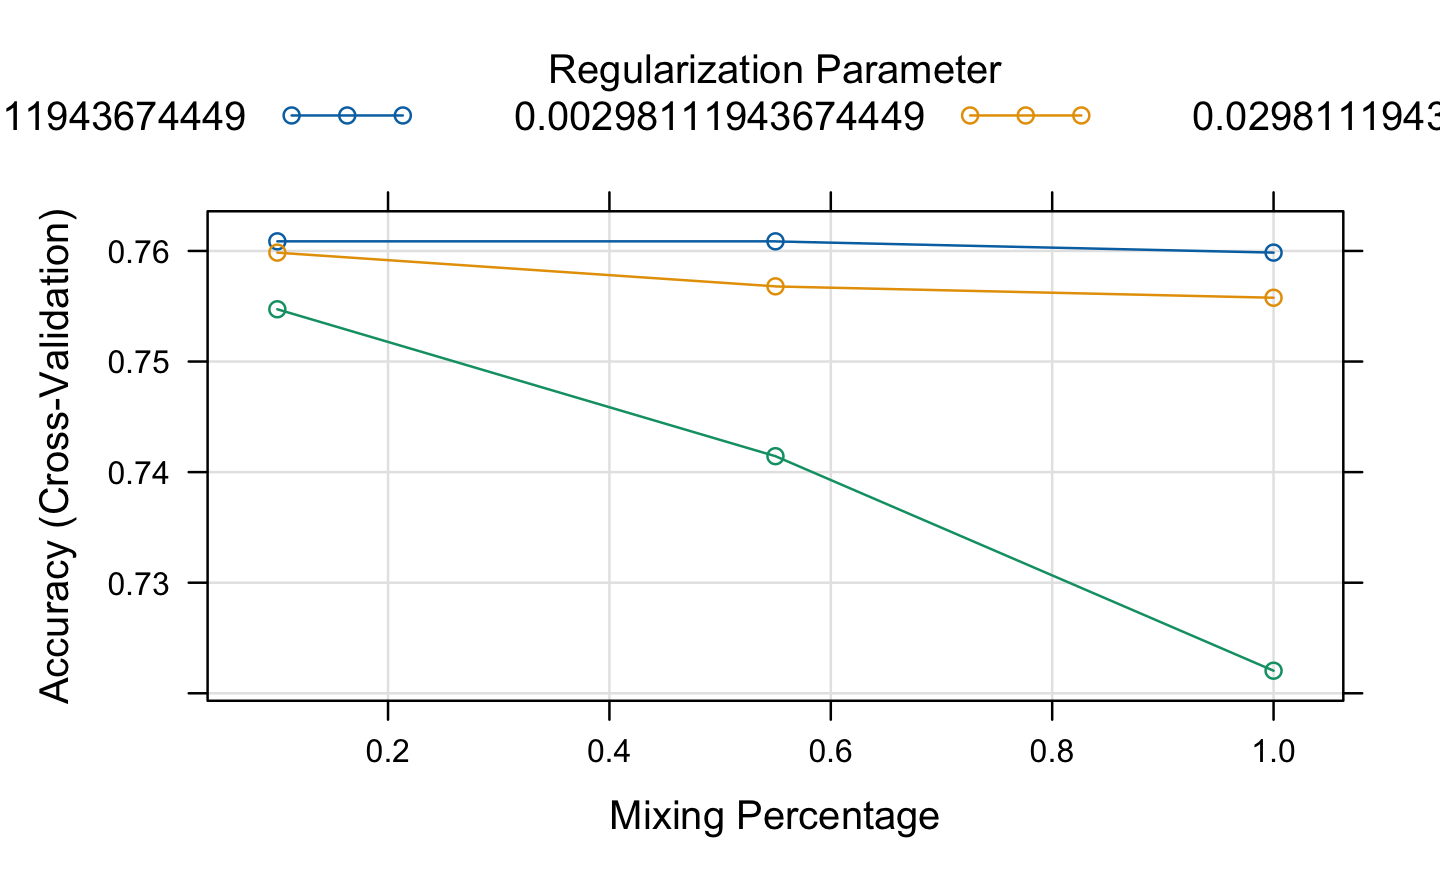 Regularization Parameter
11943674449 0.00298111943674449 0.0298111943
Accuracy (Cross-Validation)
0.76
0.75
0.74
0.73
0.2 0.4 0.6 0.8 1.0
Mixing Percentage